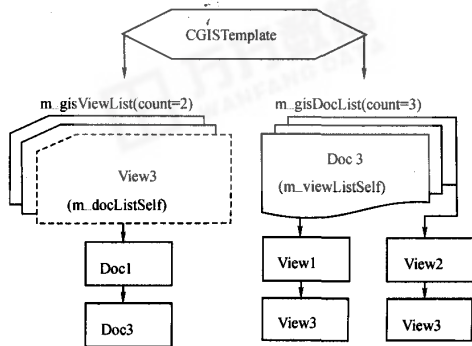 CGISTemplate
m_gisViewList(count=2)
m_gisDocList(count=3)
View3
(m_docListSelf)
Doc 3
(m_viewListSelf)
Doc1
View1
View2
Doc3
View3
View3